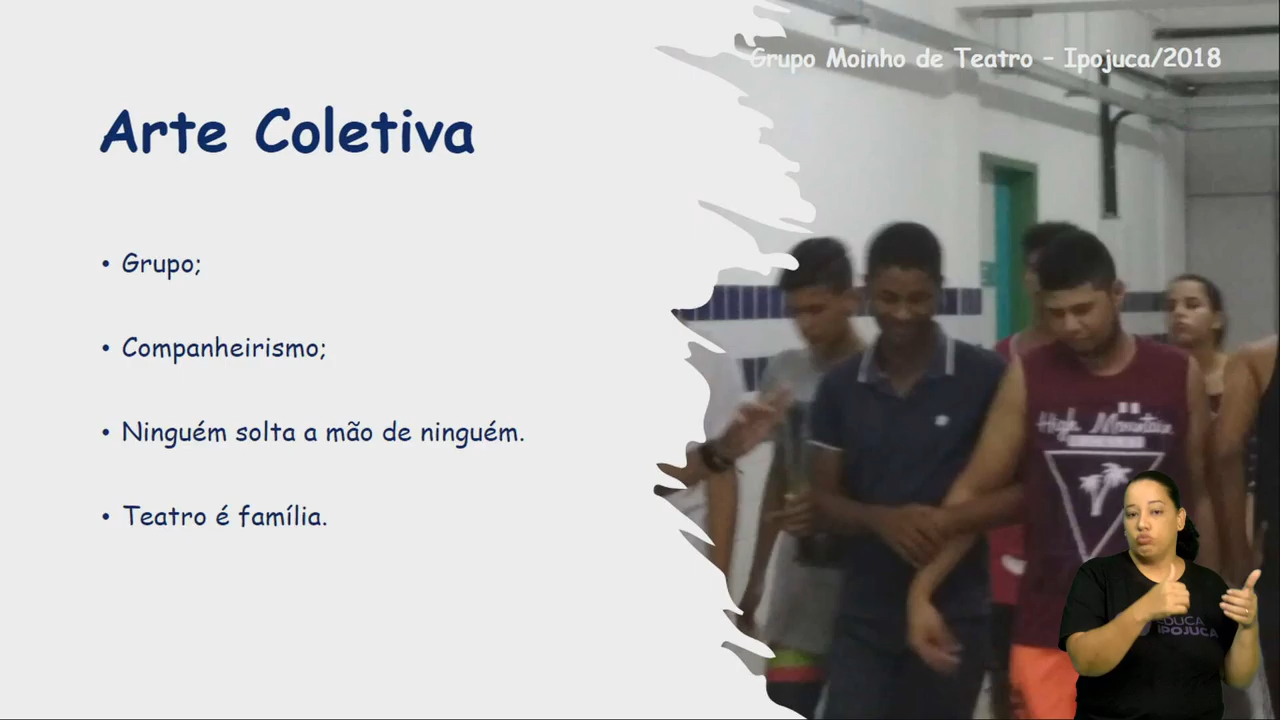 Grupo Moinho de Teatro – Ipojuca/2018
Arte Coletiva
• Grupo;
• Companheirismo;
• Ninguém solta a mão de ninguém.
• Teatro é família.
High Mountain
EDUCA
IPOJUCA